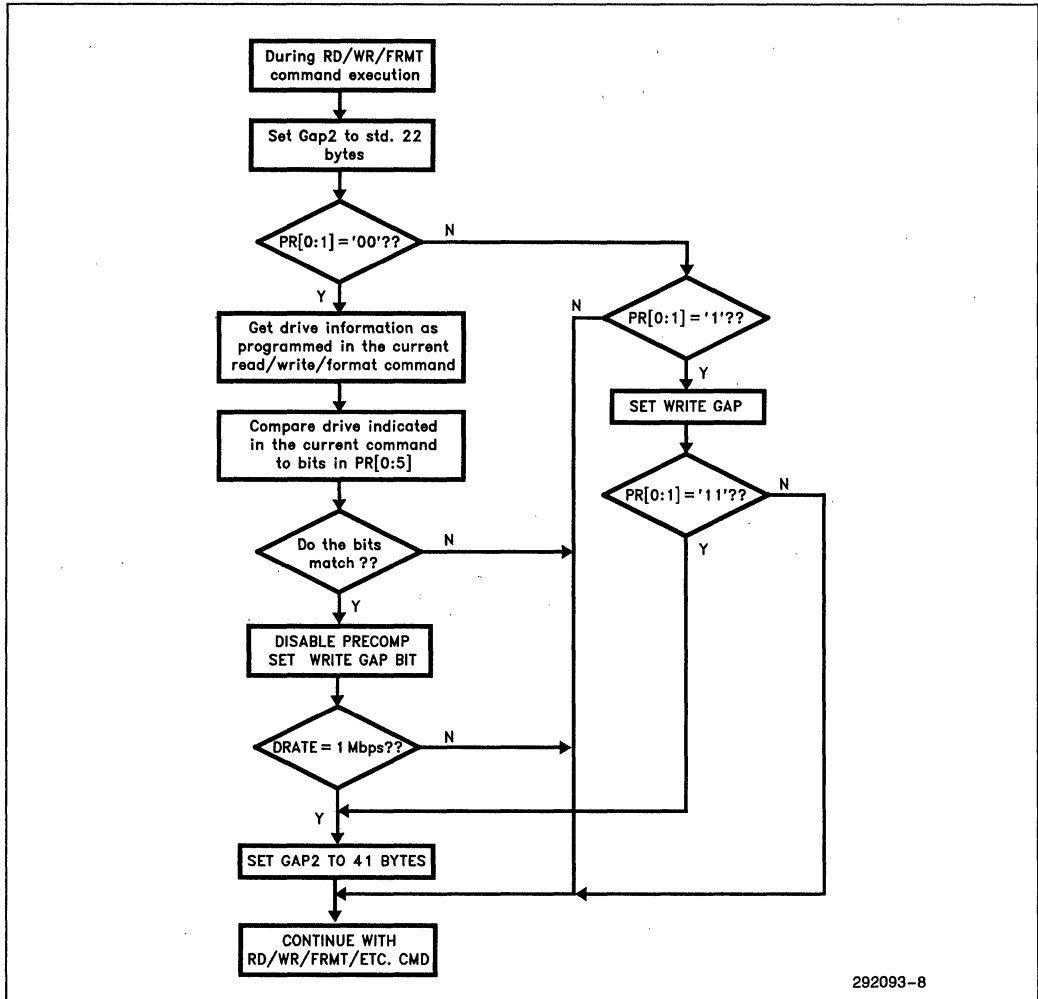 During RD/WR/FRMT
command execution
Set Gap2 to std. 22
bytes
PR[0:1] = '00'??
N
Y
Get drive information as
programmed in the current
read/write/format command
N
PR[0:1] = '1'??
Y
SET WRITE GAP
Compare drive indicated
in the current command
to bits in PR[0:5]
PR[0:1] = '11'??
N
Y
Do the bits
match ??
N
Y
DISABLE PRECOMP
SET WRITE GAP BIT
DRATE = 1 Mbps??
N
Y
SET GAP2 TO 41 BYTES
CONTINUE WITH
RD/WR/FRMT/ETC. CMD
292093-8